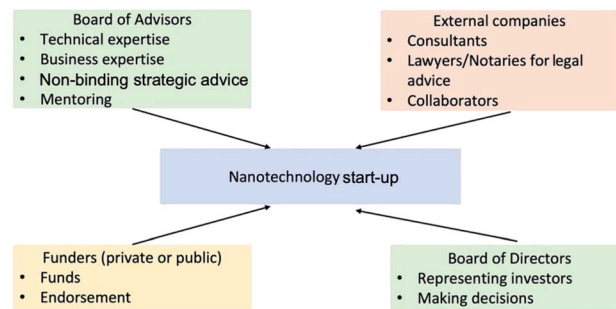 Board of Advisors
• Technical expertise
• Business expertise
• Non-binding strategic advice
• Mentoring
External companies
• Consultants
• Lawyers/Notaries for legal
advice
• Collaborators
Nanotechnology start-up
Funders (private or public)
• Funds
• Endorsement
Board of Directors
• Representing investors
• Making decisions